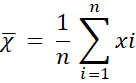 χ̅ = 1/n ∑ i=1 n xi